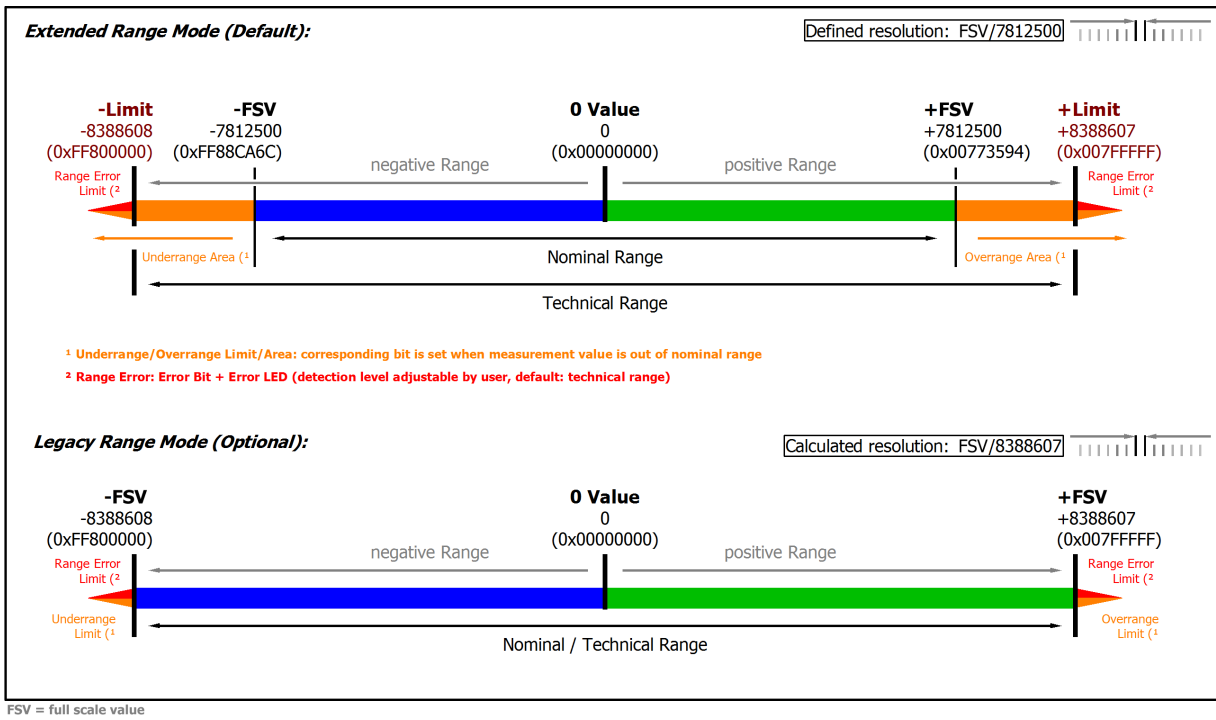 Extended Range Mode (Default):
Defined resolution: FSV/7812500
-Limit
-8388608
(0xFF800000)
-FSV
-7812500
(0xFF88CA6C)
0 Value
0
(0x00000000)
+FSV
+7812500
(0x00773594)
+Limit
+8388607
(0x007FFFFF)
negative Range
positive Range
Range Error
Limit (²
Range Error
Limit (²
Underrange Area (¹
Nominal Range
Overrange Area (¹
Technical Range
¹ Underrange/Overrange Limit/Area: corresponding bit is set when measurement value is out of nominal range
² Range Error: Error Bit + Error LED (detection level adjustable by user, default: technical range)
Legacy Range Mode (Optional):
Calculated resolution: FSV/8388607
-FSV
-8388608
(0xFF800000)
0 Value
0
(0x00000000)
+FSV
+8388607
(0x007FFFFF)
negative Range
positive Range
Range Error
Limit (²
Range Error
Limit (²
Underrange
Limit (¹
Overrange
Limit (¹
Nominal / Technical Range
FSV = full scale value